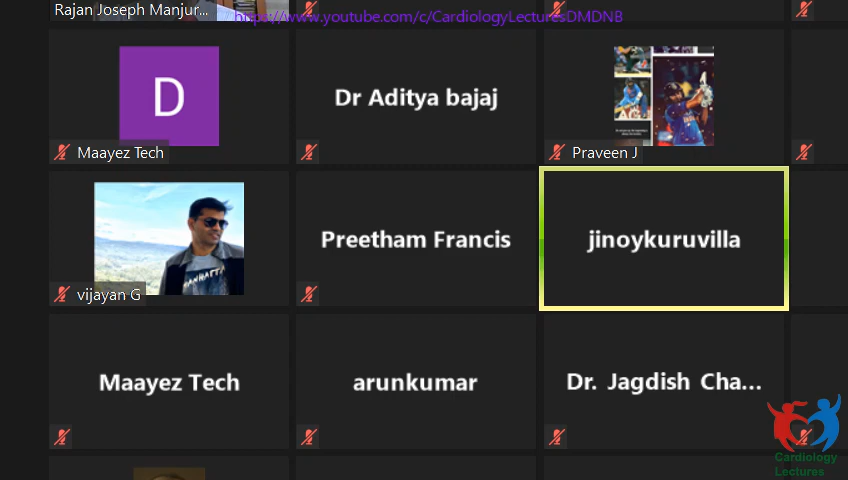 Rajan Joseph Manjur...
https://www.youtube.com/c/CardiologyLecturesDMDNB
D
Maayez Tech
Dr Aditya bajaj
Praveen J
vijayan G
MANHATTA
Preetham Francis
jinoykuruvilla
Maayez Tech
arunkumar
Dr. Jagdish Cha...
Cardiology
Lectures